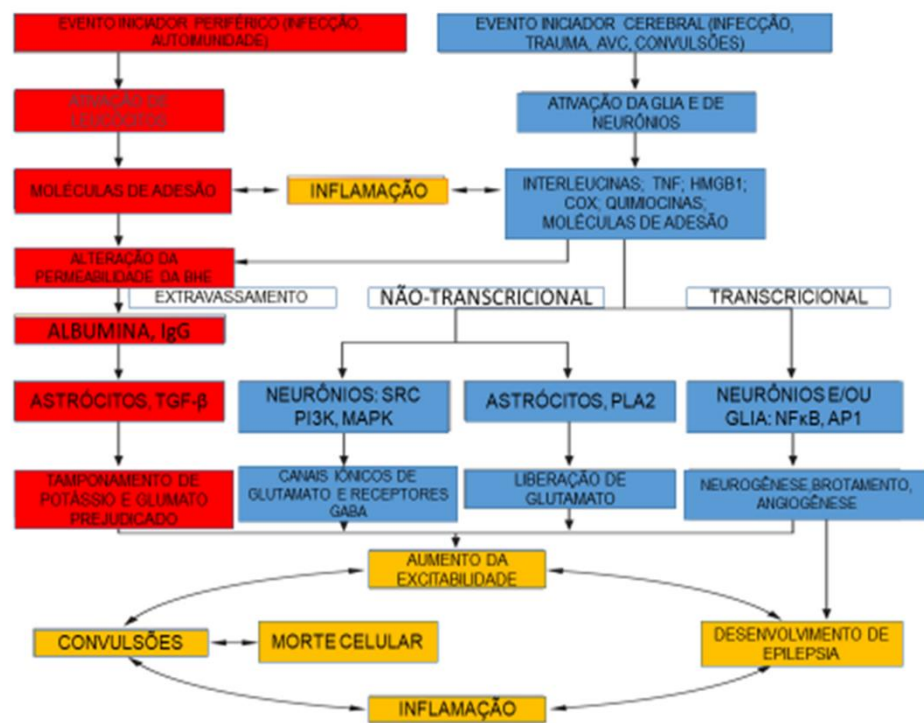 EVENTO INICIADOR PERIFÉRICO (INFECÇÃO,
AUTOIMUNIDADE)
EVENTO INICIADOR CEREBRAL (INFECÇÃO,
TRAUMA, AVC, CONVULSÕES)
ATIVAÇÃO DE
LEUCÓCITOS
ATIVAÇÃO DA GLIA E DE
NEURÔNIOS
MOLÉCULAS DE ADESÃO
INFLAMAÇÃO
INTERLEUCINAS; TNF; HMGB1;
COX; QUIMIOCINAS;
MOLÉCULAS DE ADESÃO
ALTERAÇÃO DA
PERMEABILIDADE DA BHE
EXTRAVASSAMENTO
NÃO-TRANSCRICIONAL
TRANSCRICIONAL
ALBUMINA, IgG
ASTRÓCITOS, TGF-β
NEURÔNIOS: SRC
PI3K, MAPK
ASTRÓCITOS, PLA2
NEURÔNIOS E/OU
GLIA: NFκB, AP1
TAMPONAMENTO DE
POTÁSSIO E GLUMATO
PREJUDICADO
CANAIS IÔNICOS DE
GLUTAMATO E RECEPTORES
GABA
LIBERAÇÃO DE
GLUTAMATO
NEUROGÊNESE, BROTAMENTO,
ANGIOGÊNESE
AUMENTO DA
EXCITABILIDADE
CONVULSÕES
MORTE CELULAR
DESENVOLVIMENTO DE
EPILEPSIA
INFLAMAÇÃO